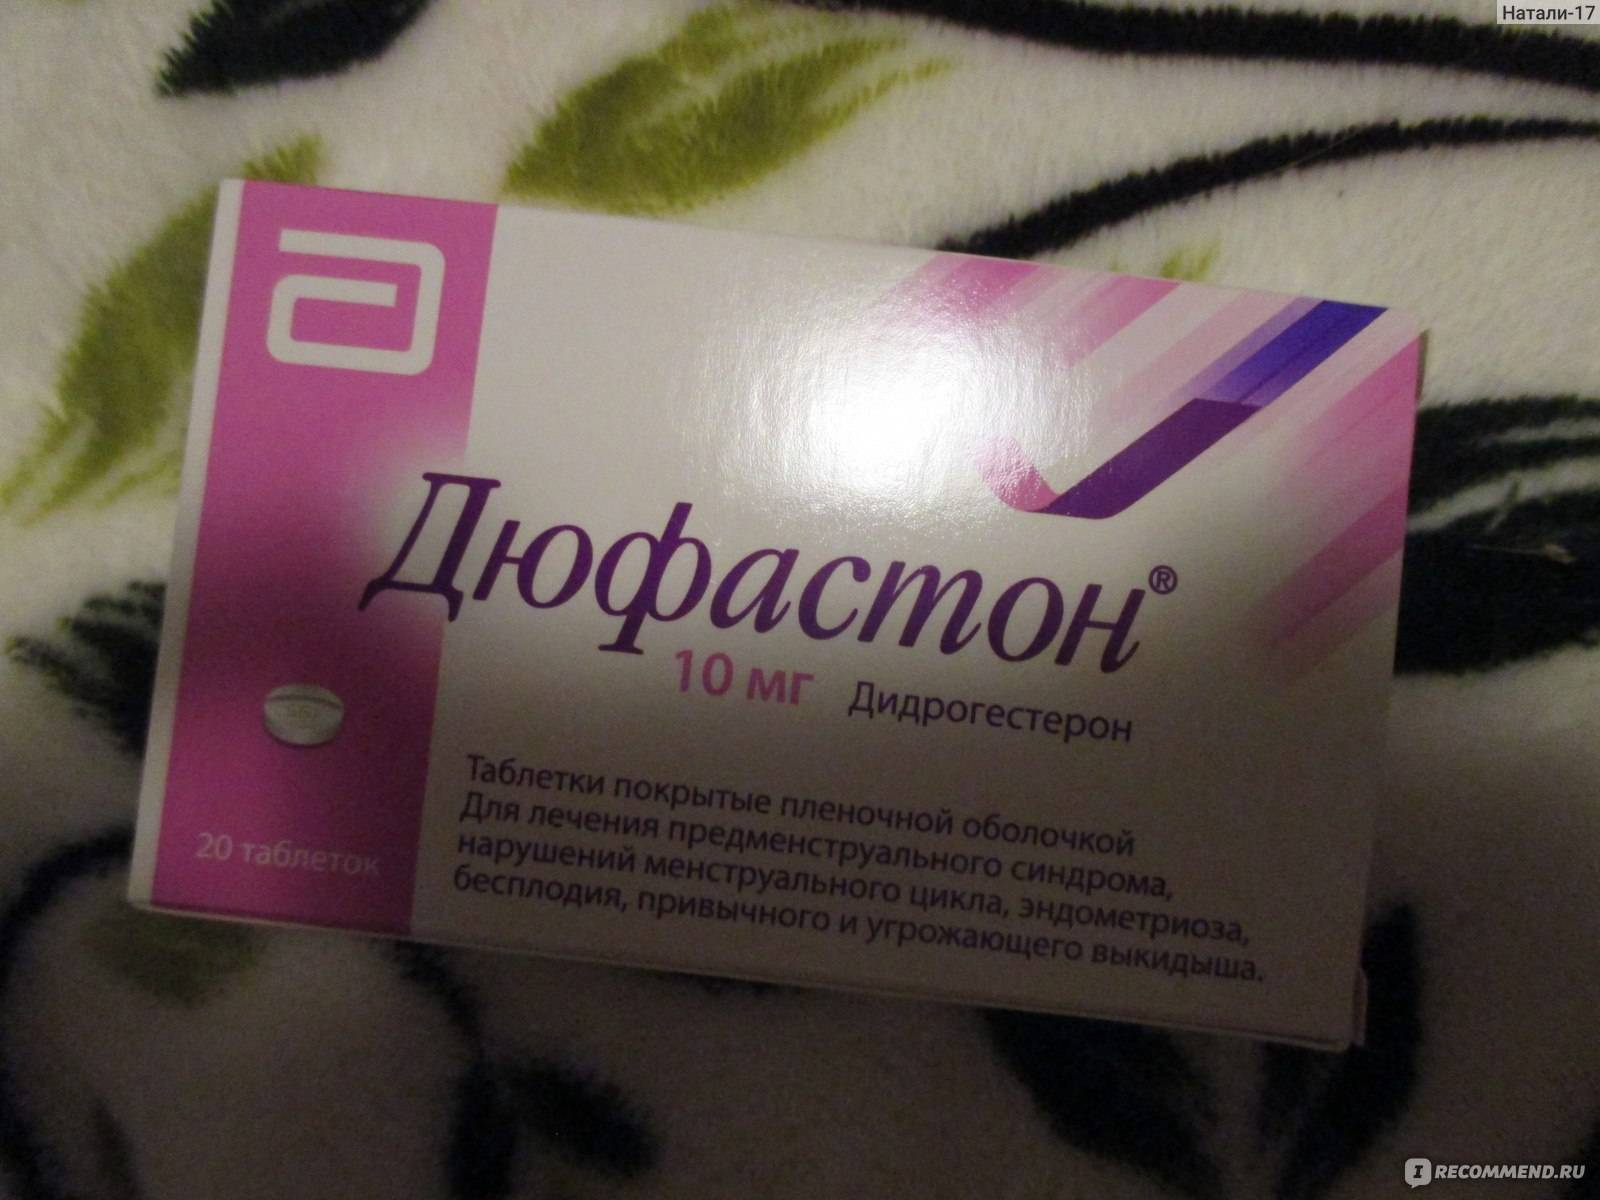 Натали-17
Дюфастон®
10 мг Дидрогестерон
Таблетки покрытые пленочной оболочкой
Для лечения предменструального синдрома,
нарушений менструального цикла, эндометриоза,
бесплодия, привычного и угрожающего выкидыша.
20 таблеток
IRECOMMEND.RU